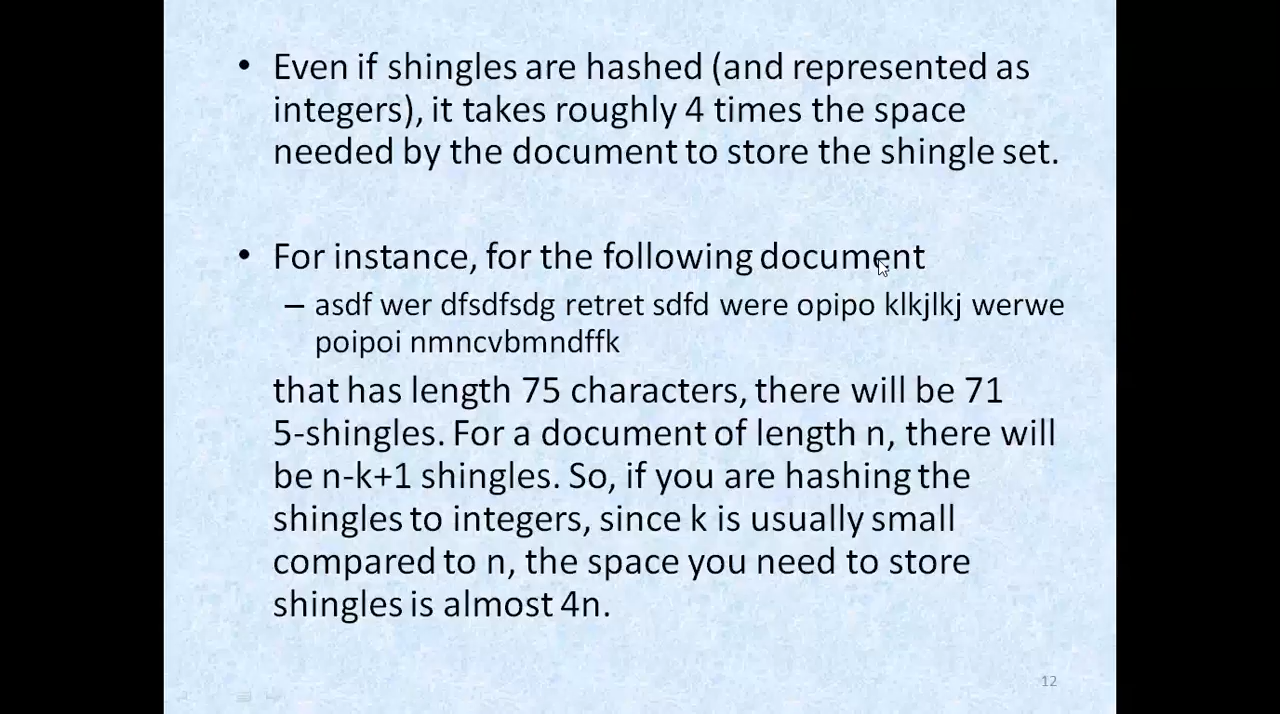 • Even if shingles are hashed (and represented as
integers), it takes roughly 4 times the space
needed by the document to store the shingle set.
• For instance, for the following document
– asdf wer dfsdfsdg retret sdfd were opipo klkjlkj werwe
poipoi nmncvbmndffk
that has length 75 characters, there will be 71
5-shingles. For a document of length n, there will
be n-k+1 shingles. So, if you are hashing the
shingles to integers, since k is usually small
compared to n, the space you need to store
shingles is almost 4n.
12